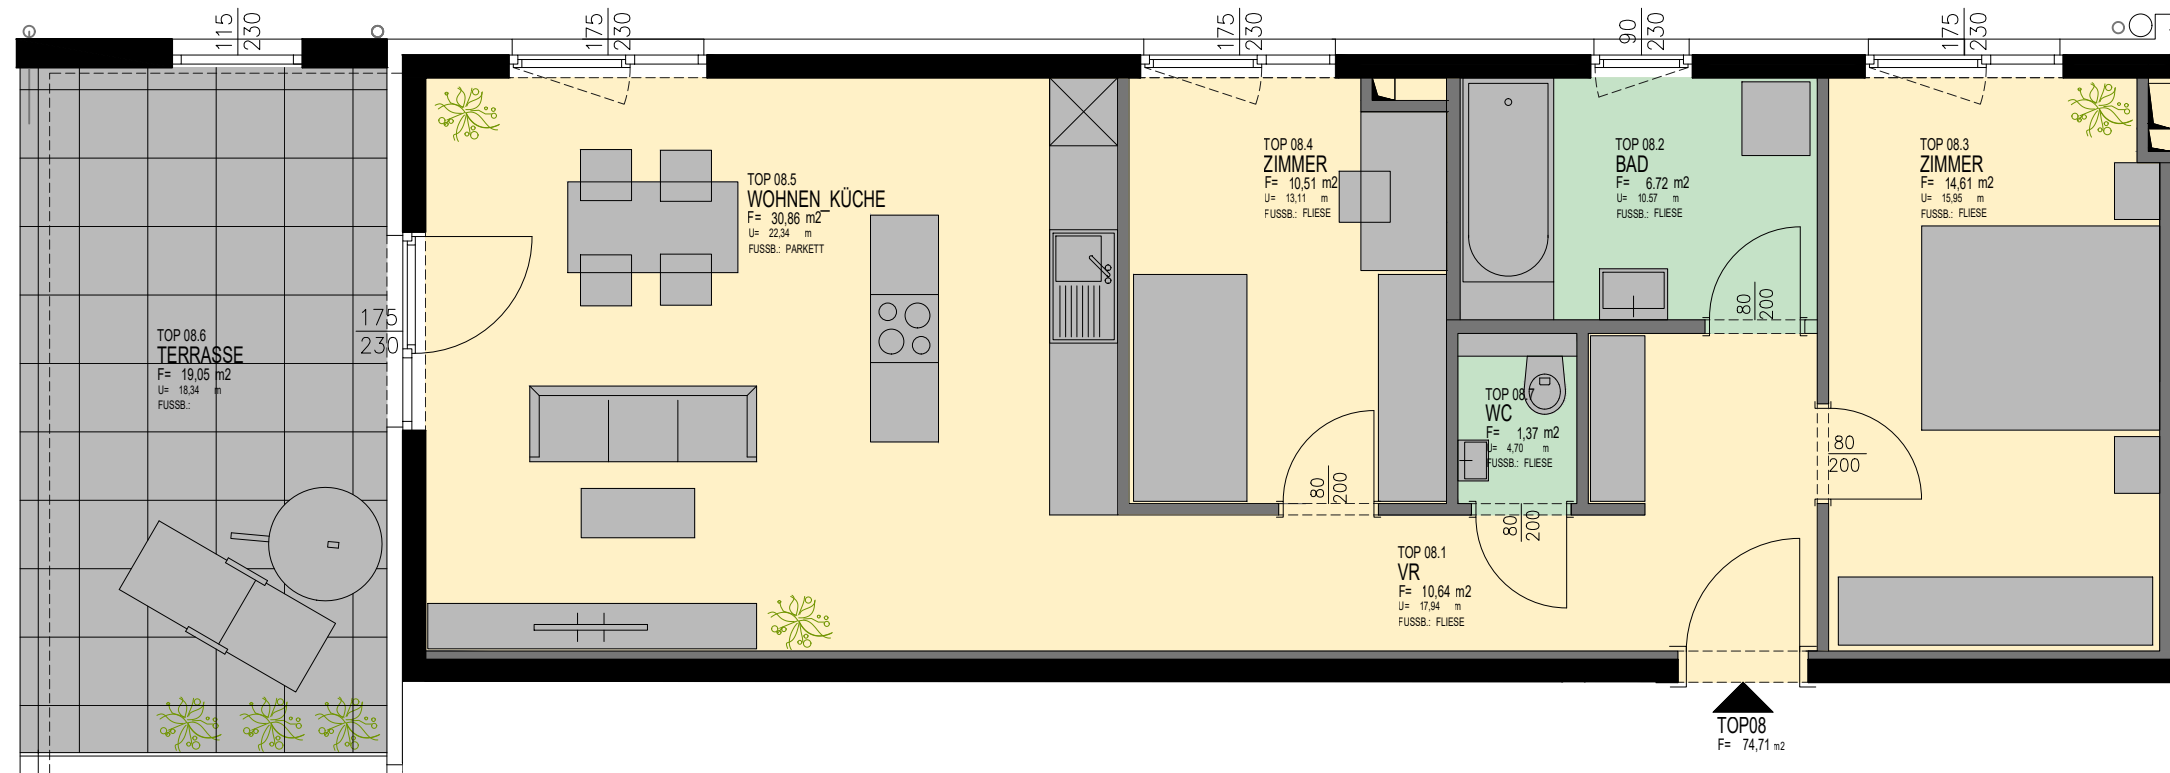 115
230
175
230
175
230
90
230
175
230
TOP 08.5
WOHNEN_KÜCHE
F= 30,86 m2
U= 22,34 m
FUSSB.: PARKETT
TOP 08.4
ZIMMER
F= 10,51 m2
U= 13,11 m
FUSSB.: FLIESE
TOP 08.2
BAD
F= 6.72 m2
U= 10.57 m
FUSSB.: FLIESE
TOP 08.3
ZIMMER
F= 14,61 m2
U= 15,95 m
FUSSB.: FLIESE
TOP 08.6
TERRASSE
F= 19,05 m2
U= 18,34 m
FUSSB.:
175
230
80
200
TOP 08.7
WC
F= 1,37 m2
U= 4,70 m
FUSSB.: FLIESE
80
200
80
200
80
200
TOP 08.1
VR
F= 10,64 m2
U= 17,94 m
FUSSB.: FLIESE
TOP08
F= 74,71 m2